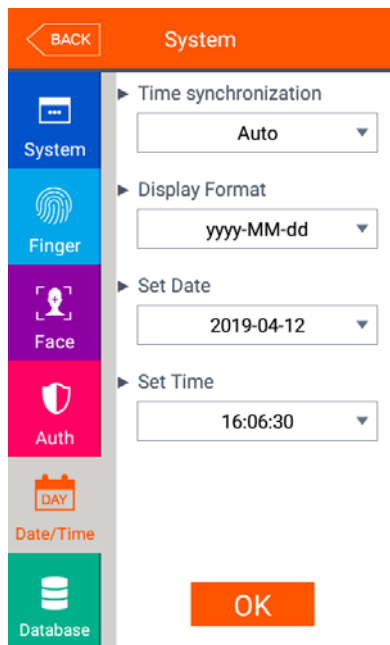 BACK
System
System
Finger
Face
Auth
DAY
Date/Time
Database
Time synchronization
Auto
Display Format
yyyy-MM-dd
Set Date
2019-04-12
Set Time
16:06:30
OK